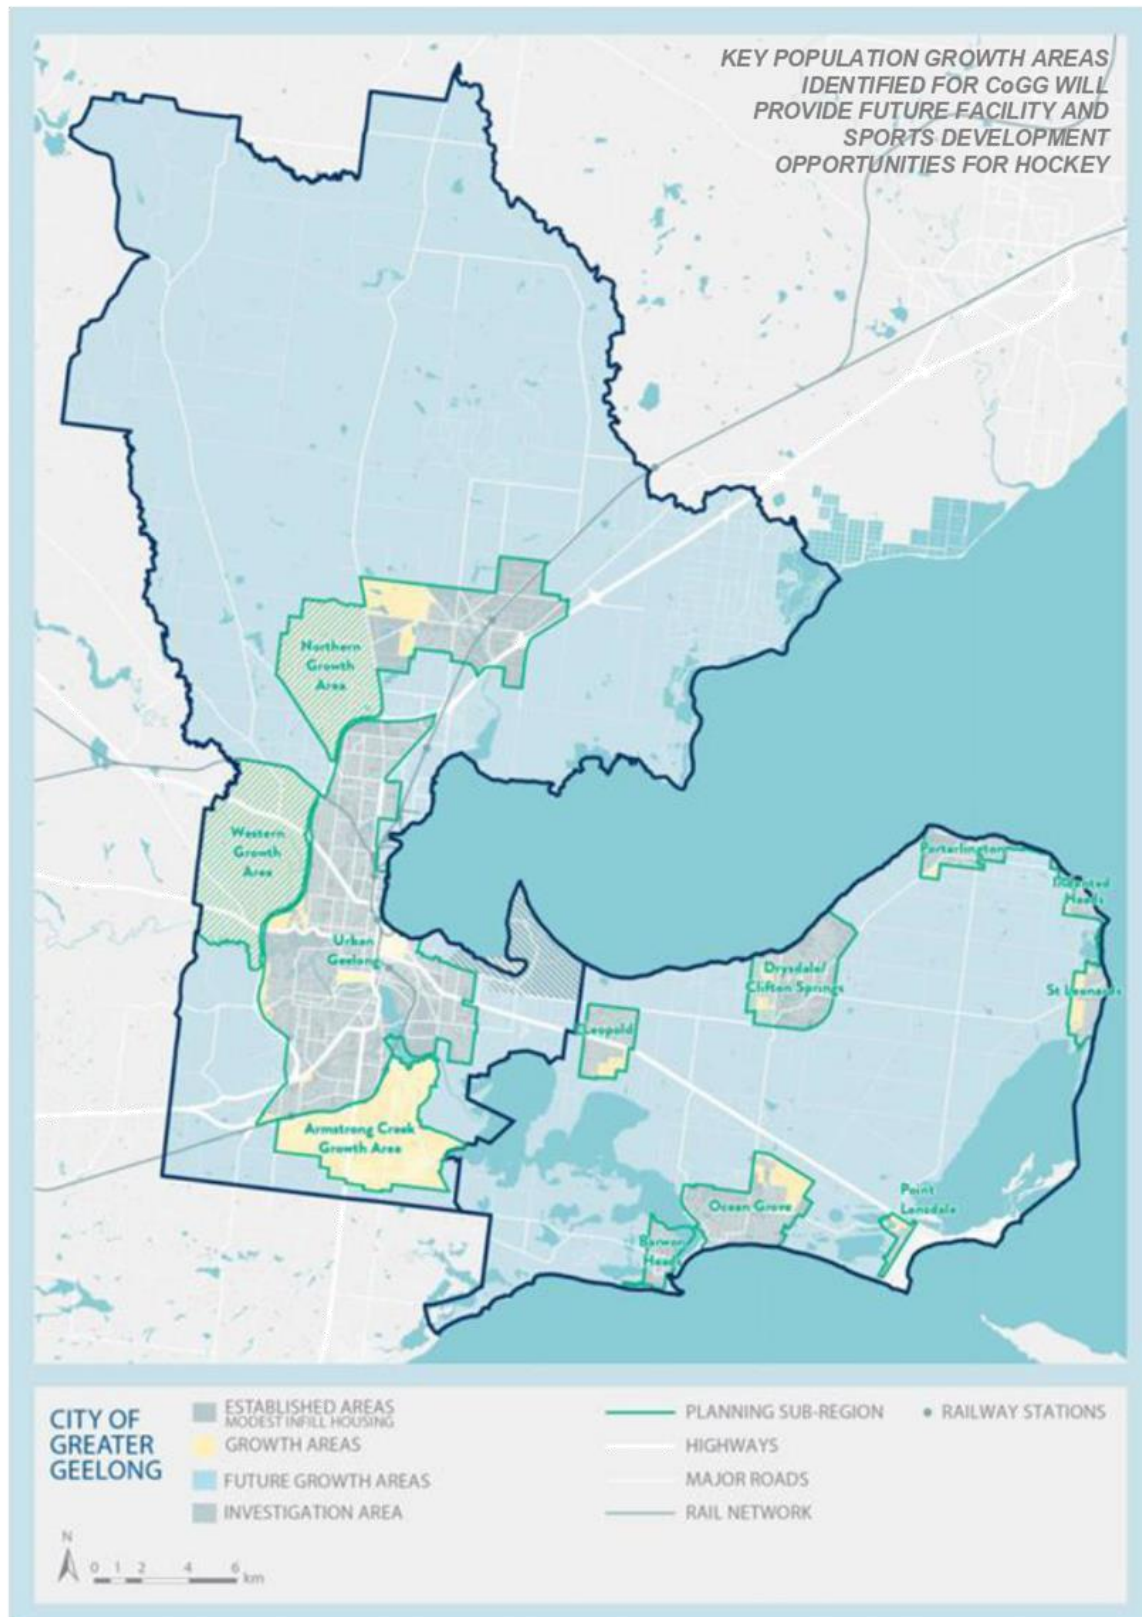 KEY POPULATION GROWTH AREAS
IDENTIFIED FOR CoGG WILL
PROVIDE FUTURE FACILITY AND
SPORTS DEVELOPMENT
OPPORTUNITIES FOR HOCKEY
Northern
Growth
Area
Western
Growth
Area
Urban
Geelong
Portarlington
Indented
Heads
Drysdale/
Clifton Springs
St Leonards
Leopold
Armstrong Creek
Growth Area
Ocean Grove
Point
Lonsdale
Barwon
Heads
CITY OF
GREATER
GEELONG
ESTABLISHED AREAS
MODEST INFILL HOUSING
GROWTH AREAS
FUTURE GROWTH AREAS
INVESTIGATION AREA
PLANNING SUB-REGION
HIGHWAYS
MAJOR ROADS
RAIL NETWORK
RAILWAY STATIONS
N
0 1 2 4 6 km